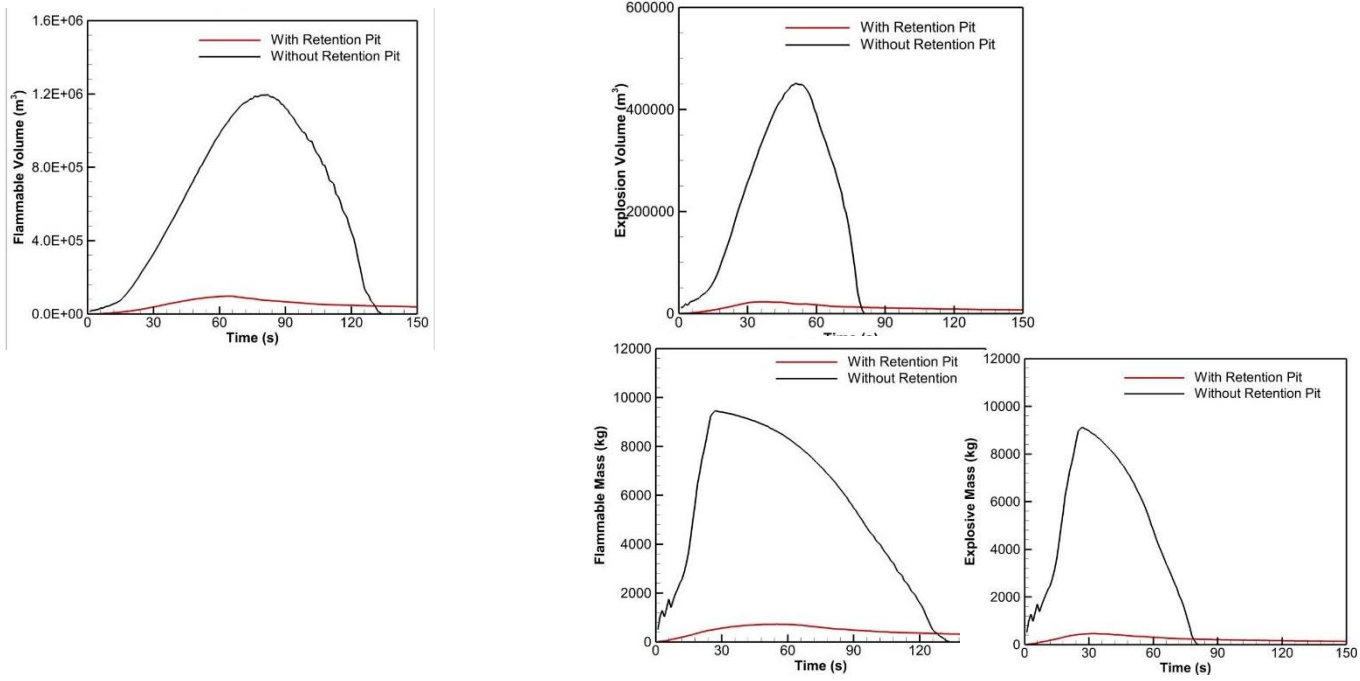 1.6E+06
1.2E+06
8.0E+05
4.0E+05
0.0E+00
Flammable Volume (m³)
With Retention Pit
Without Retention Pit
0 30 60 90 120 150
Time (s)
600000
400000
200000
0
Explosion Volume (m³)
With Retention Pit
Without Retention Pit
0 30 60 90 120 150
Time (s)
12000
10000
8000
6000
4000
2000
0
Flammable Mass (kg)
With Retention Pit
Without Retention
0 30 60 90 120
Time (s)
12000
10000
8000
6000
4000
2000
0
Explosive Mass (kg)
With Retention Pit
Without Retention Pit
0 30 60 90 120 150
Time (s)